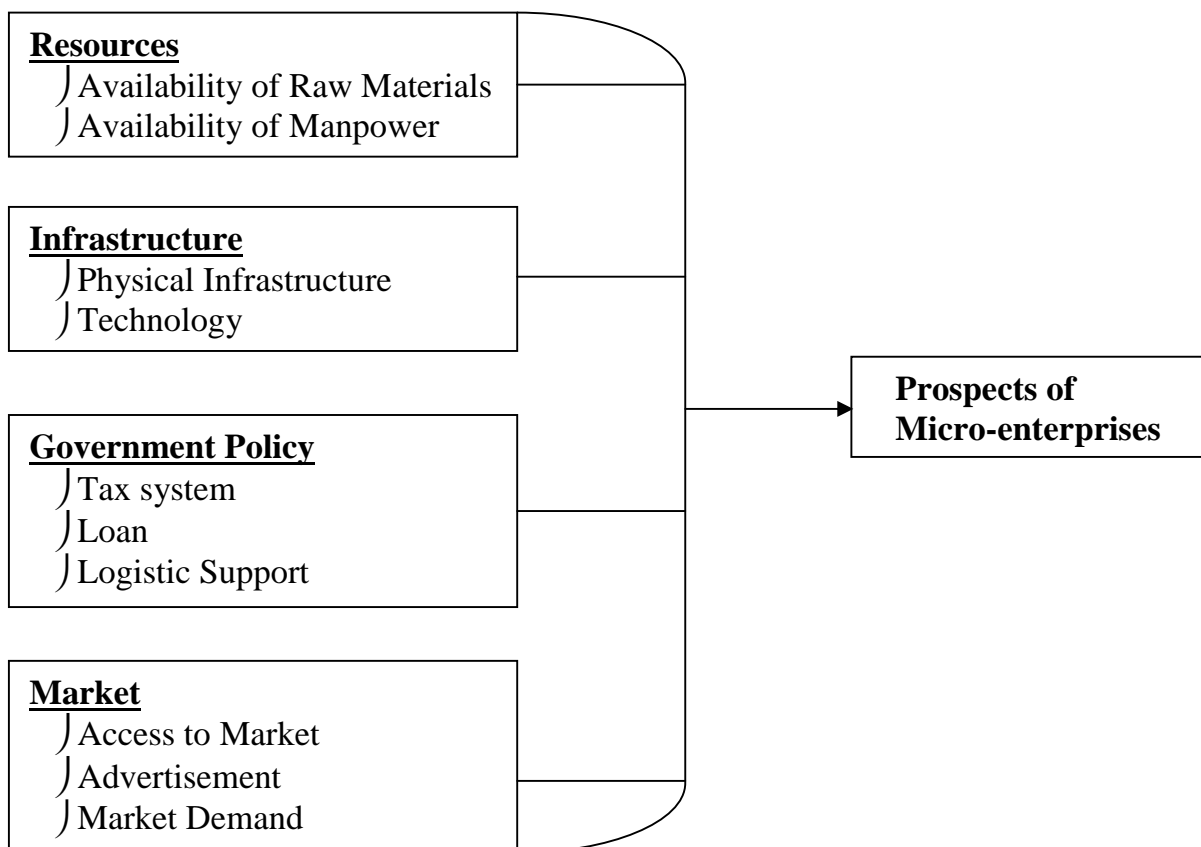 Resources
Availability of Raw Materials
Availability of Manpower
Infrastructure
Physical Infrastructure
Technology
Government Policy
Tax system
Loan
Logistic Support
Market
Access to Market
Advertisement
Market Demand
Prospects of
Micro-enterprises